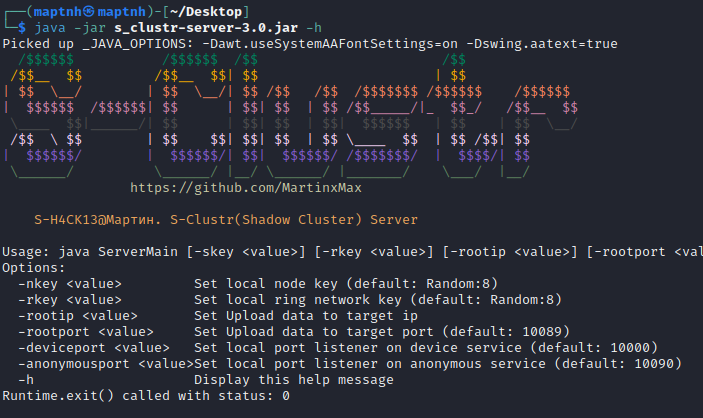 ┌──(maptnh㉿maptnh)-[~/Desktop]
└─$ java -jar s_clustr-server-3.0.jar -h
Picked up _JAVA_OPTIONS: -Dawt.useSystemAAFontSettings=on -Dswing.aatext=true
S-Clustr
https://github.com/MartinxMax
S-H4CK13@Мартин. S-Clustr(Shadow Cluster) Server
Usage: java ServerMain [-skey <value>] [-rkey <value>] [-rootip <value>] [-rootport <val
Options:
-nkey <value> Set local node key (default: Random:8)
-rkey <value> Set local ring network key (default: Random:8)
-rootip <value> Set Upload data to target ip
-rootport <value> Set Upload data to target port (default: 10089)
-deviceport <value> Set local port listener on device service (default: 10000)
-anonymousport <value>Set local port listener on anonymous service (default: 10090)
-h Display this help message
Runtime.exit() called with status: 0